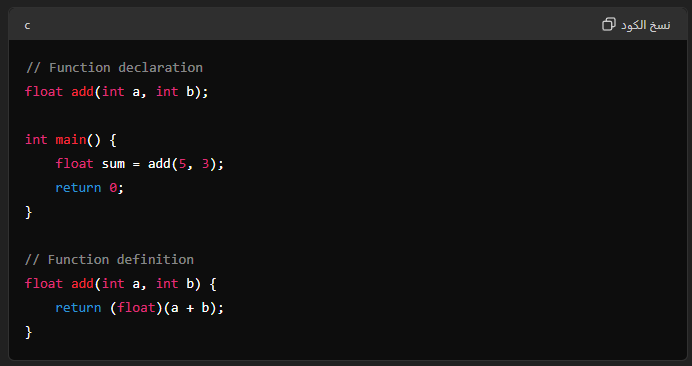 c
نسخ الكود
// Function declaration
float add(int a, int b);
int main() {
    float sum = add(5, 3);
    return 0;
}
// Function definition
float add(int a, int b) {
    return (float)(a + b);
}